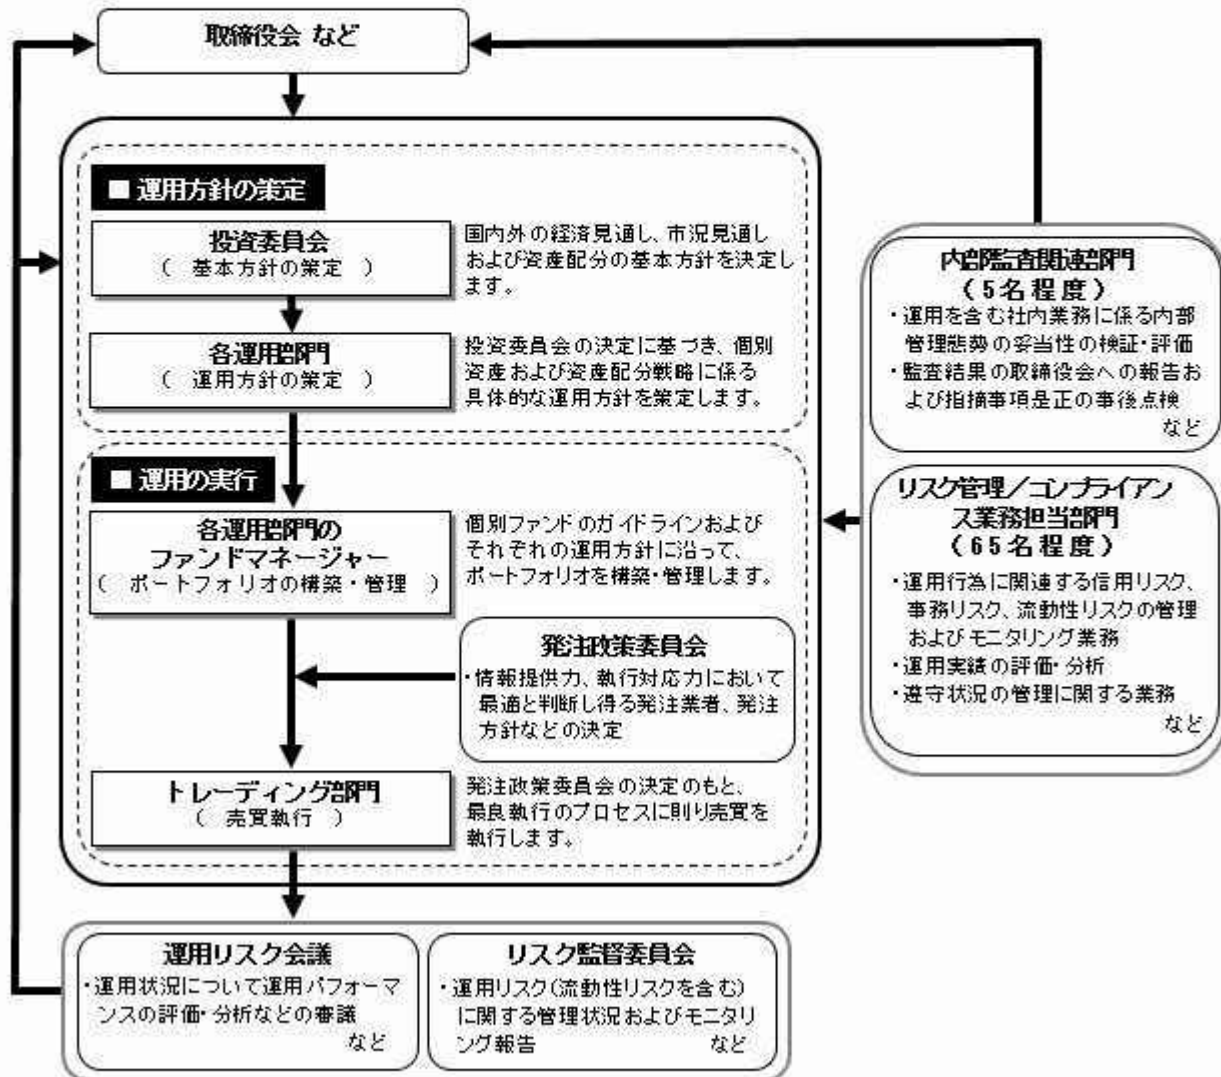 取締役会 など
■ 運用方針の策定
投資委員会
( 基本方針の策定 )
国内外の経済見通し、市況見通し
および資産配分の基本方針を決定し
ます。
各運用部門
( 運用方針の策定 )
投資委員会の決定に基づき、個別
資産および資産配分戦略に係る
具体的な運用方針を策定します。
■ 運用の実行
各運用部門の
ファンドマネージャー
( ポートフォリオの構築・管理 )
個別ファンドのガイドラインおよび
それぞれの運用方針に沿って、
ポートフォリオを構築・管理します。
発注政策委員会
・情報提供力、執行対応力において
最適と判断し得る発注業者、発注
方針などの決定
トレーディング部門
( 売買執行 )
発注政策委員会の決定のもと、
最良執行のプロセスに則り売買を
執行します。
内部監査関連部門
(5名程度)
・運用を含む社内業務に係る内部
管理態勢の妥当性の検証・評価
・監査結果の取締役会への報告お
よび指摘事項是正の事後点検
など
リスク管理/コンプライアン
ス業務担当部門
(65名程度)
・運用行為に関連する信用リスク、
事務リスク、流動性リスクの管理
およびモニタリング業務
・運用実績の評価・分析
・遵守状況の管理に関する業務
など
運用リスク会議
・運用状況について運用パフォーマ
ンスの評価・分析などの審議
など
リスク監督委員会
・運用リスク(流動性リスクを含む)
に関する管理状況およびモニタリ
ング報告 など